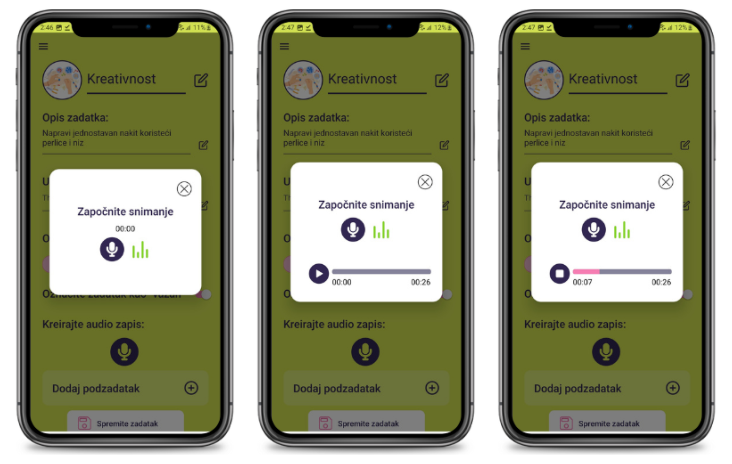 2:46
11%
Kreativnost
Opis zadatka:
Napravi jednostavan nakit koristeći
perlice i niz
U
Započnite snimanje
00:00
O
Označite zadatak kao "važan"
Kreirajte audio zapis:
Dodaj podzadatak
Spremite zadatak
2:47
12%
Kreativnost
Opis zadatka:
Napravi jednostavan nakit koristeći
perlice i niz
U
Započnite snimanje
00:00
00:26
O
Kreirajte audio zapis:
Dodaj podzadatak
Spremite zadatak
2:47
12%
Kreativnost
Opis zadatka:
Napravi jednostavan nakit koristeći
perlice i niz
U
Započnite snimanje
00:07
00:26
O
Kreirajte audio zapis:
Dodaj podzadatak
Spremite zadatak